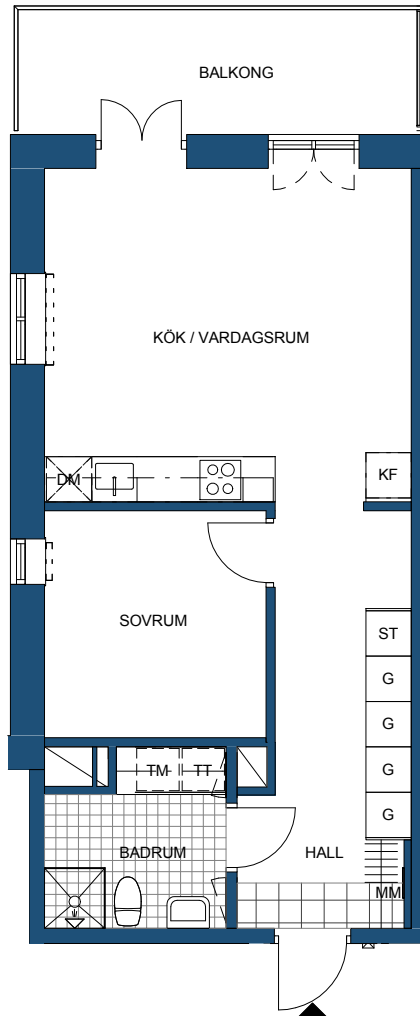 BALKONG
KÖK / VARDAGSRUM
DM
KF
SOVRUM
ST
G
G
G
G
TM TT
BADRUM
HALL
MM